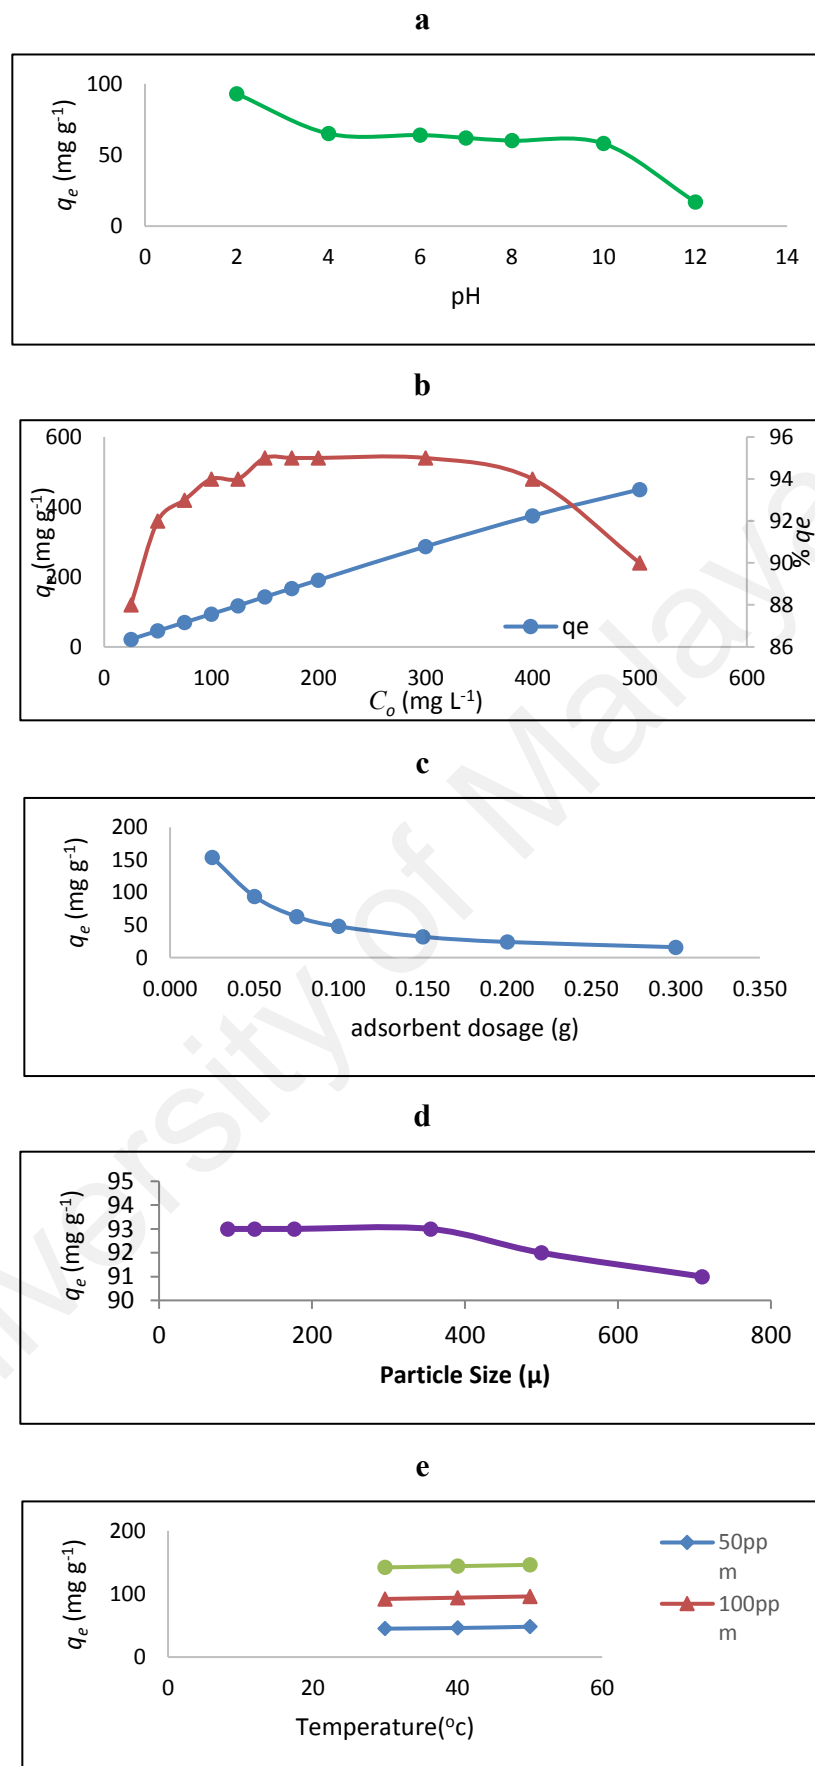 a
100
50
0
qe (mg g-1)
0 2 4 6 8 10 12 14
pH
b
600
400
200
0
qe (mg g-1)
96
94
92
90
88
86
% qe
qe
0 100 200 300 400 500 600
Co (mg L-1)
c
200
150
100
50
0
qe (mg g-1)
0.000 0.050 0.100 0.150 0.200 0.250 0.300 0.350
adsorbent dosage (g)
d
95
94
93
92
91
90
qe (mg g-1)
0 200 400 600 800
Particle Size (µ)
e
200
100
0
qe (mg g-1)
50pp
m
100pp
m
0 20 40 60
Temperature(oc)
University of Malaya